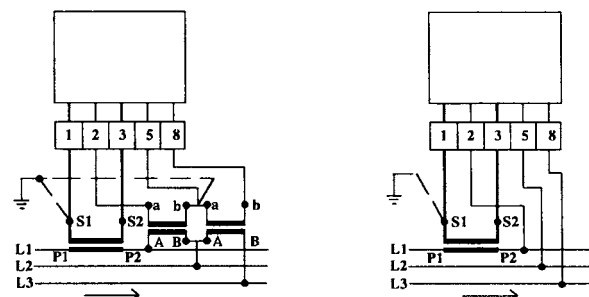 1 2 3 5 8
S1 S2 a b a b
L1 P1 P2 A B A B
L2
L3
1 2 3 5 8
S1 S2
L1 P1 P2
L2
L3